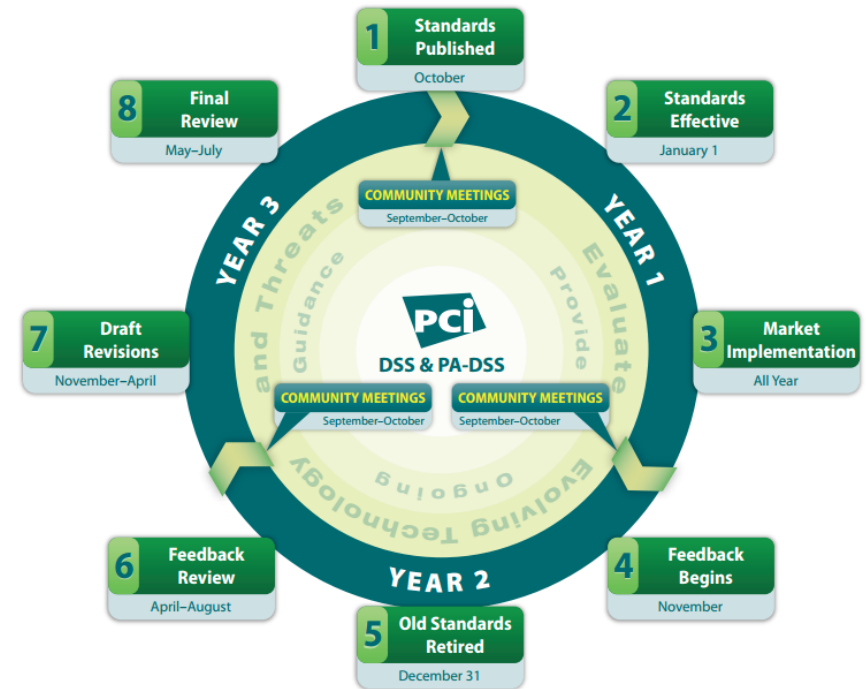 1
Standards
Published
October
2
Standards
Effective
January 1
3
Market
Implementation
All Year
4
Feedback
Begins
November
5
Old Standards
Retired
December 31
6
Feedback
Review
April–August
7
Draft
Revisions
November–April
8
Final
Review
May–July
YEAR 1
YEAR 2
YEAR 3
COMMUNITY MEETINGS
September–October
COMMUNITY MEETINGS
September–October
COMMUNITY MEETINGS
September–October
Evaluate
Evolving Technology
and Threats
Provide
Ongoing
Guidance
PCi
DSS & PA-DSS